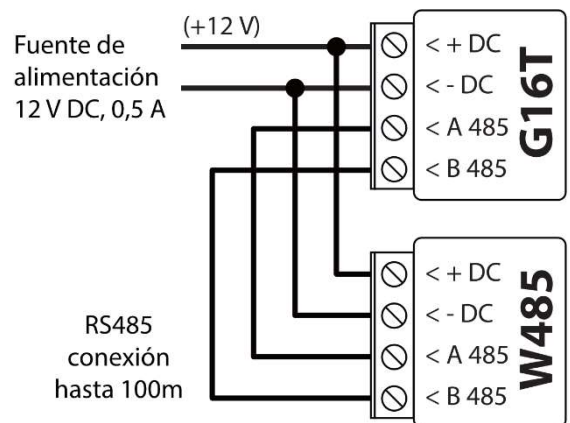 (+12 V)
Fuente de
alimentación
12 V DC, 0,5 A
< + DC
< - DC
< A 485
< B 485
G16T
< + DC
< - DC
< A 485
< B 485
W485
RS485
conexión
hasta 100m